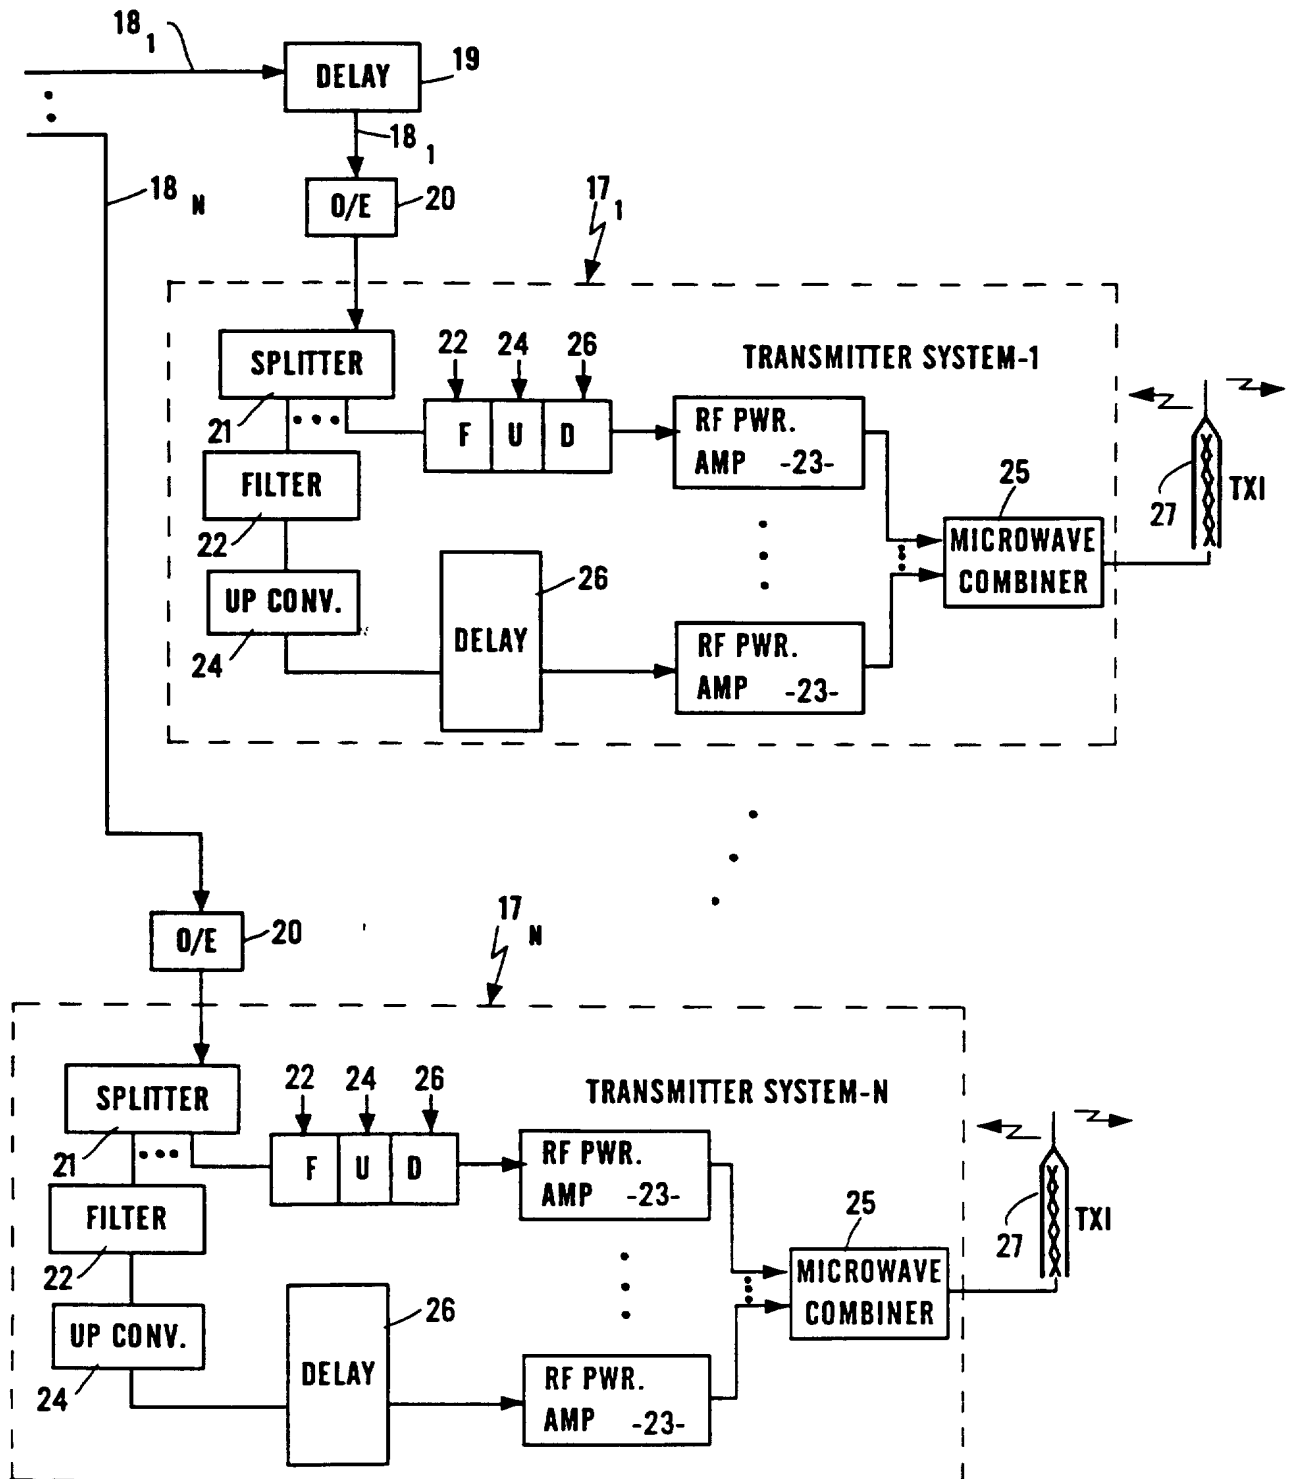 18
1
DELAY
19
18
1
18
N
O/E
20
17
1
SPLITTER
22
24
26
TRANSMITTER SYSTEM-1
21
F U D
RF PWR.
AMP -23-
FILTER
22
25
MICROWAVE
COMBINER
27
TX1
26
UP CONV.
DELAY
24
RF PWR.
AMP -23-
O/E
20
17
N
SPLITTER
22
24
26
TRANSMITTER SYSTEM-N
21
F U D
RF PWR.
AMP -23-
FILTER
22
25
MICROWAVE
COMBINER
27
TX1
26
UP CONV.
DELAY
24
RF PWR.
AMP -23-